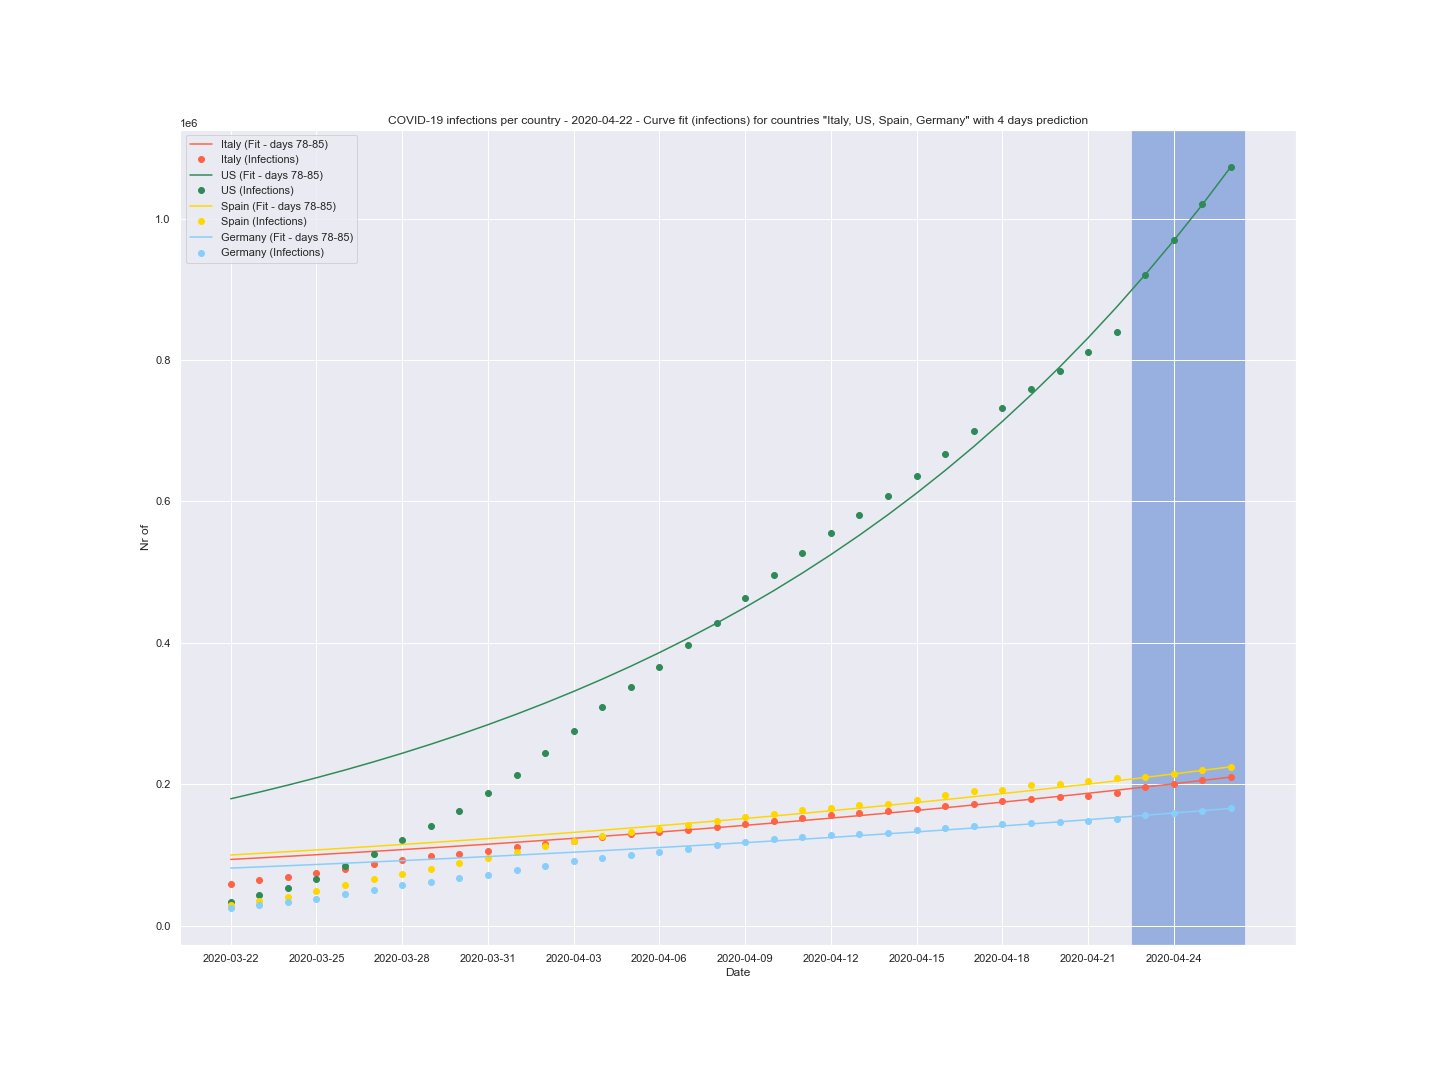 COVID-19 infections per country - 2020-04-22 - Curve fit (infections) for countries "Italy, US, Spain, Germany" with 4 days prediction
1e6
Italy (Fit - days 78-85)
Italy (Infections)
US (Fit - days 78-85)
US (Infections)
Spain (Fit - days 78-85)
Spain (Infections)
Germany (Fit - days 78-85)
Germany (Infections)
1.0
0.8
0.6
0.4
0.2
0.0
Nr of
2020-03-22 2020-03-25 2020-03-28 2020-03-31 2020-04-03 2020-04-06 2020-04-09 2020-04-12 2020-04-15 2020-04-18 2020-04-21 2020-04-24
Date